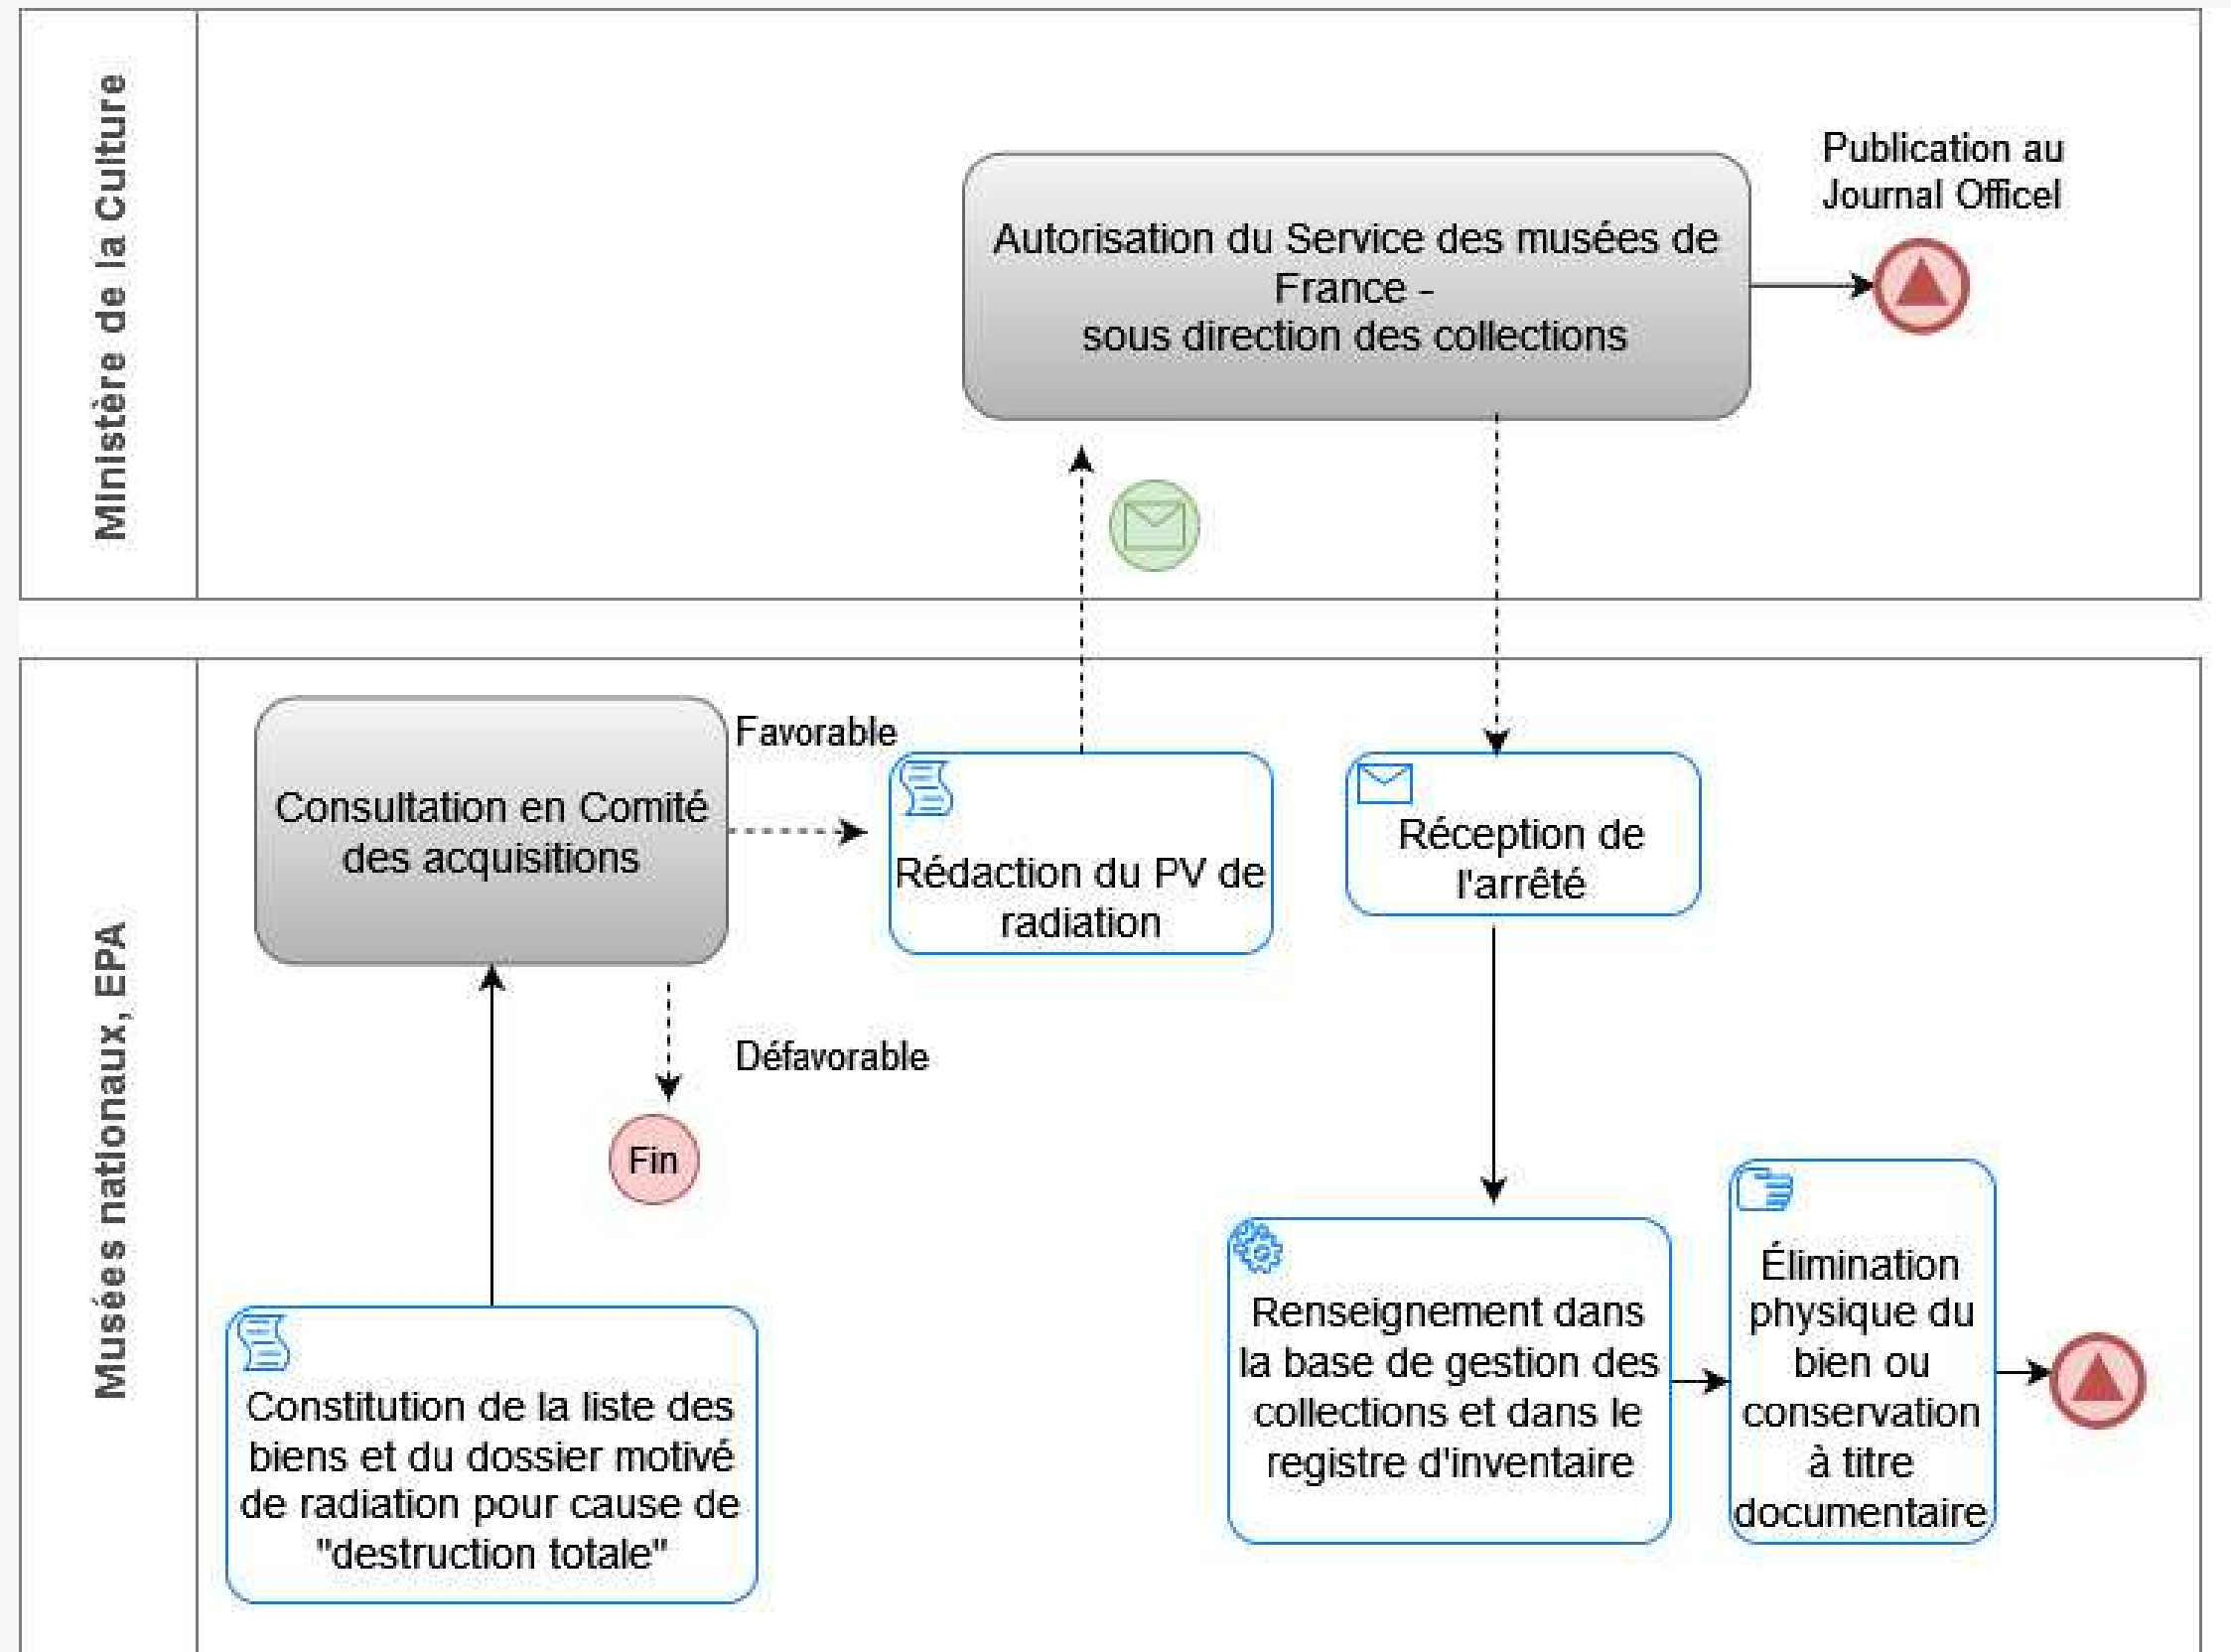 Ministère de la Culture
Publication au
Journal Officel
Autorisation du Service des musées de
France -
sous direction des collections
Musées nationaux, EPA
Consultation en Comité
des acquisitions
Favorable
Rédaction du PV de
radiation
Réception de
l'arrêté
Défavorable
Fin
Constitution de la liste des
biens et du dossier motivé
de radiation pour cause de
"destruction totale"
Renseignement dans
la base de gestion des
collections et dans le
registre d'inventaire
Élimination
physique du
bien ou
conservation
à titre
documentaire